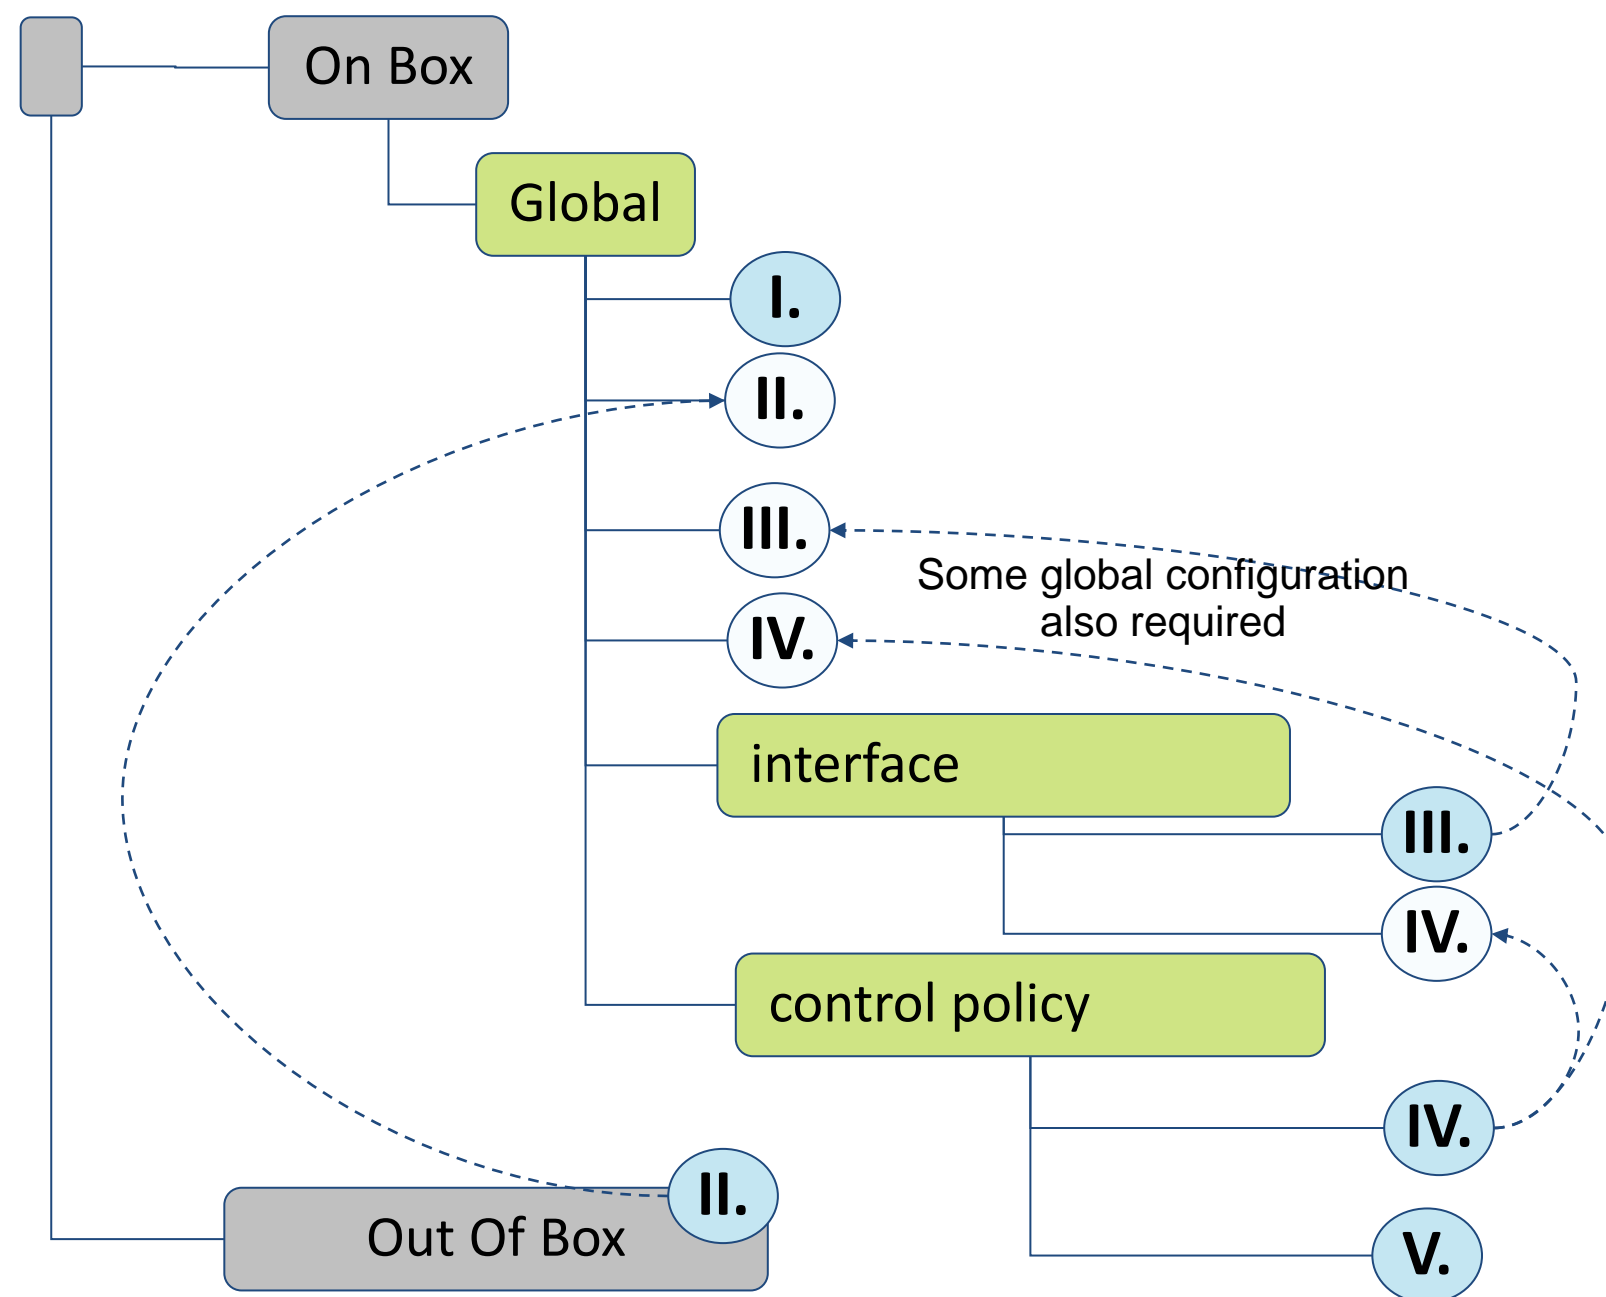 On Box
Global
I.
II.
III.
Some global configuration
also required
IV.
interface
III.
IV.
control policy
IV.
II.
Out Of Box
V.